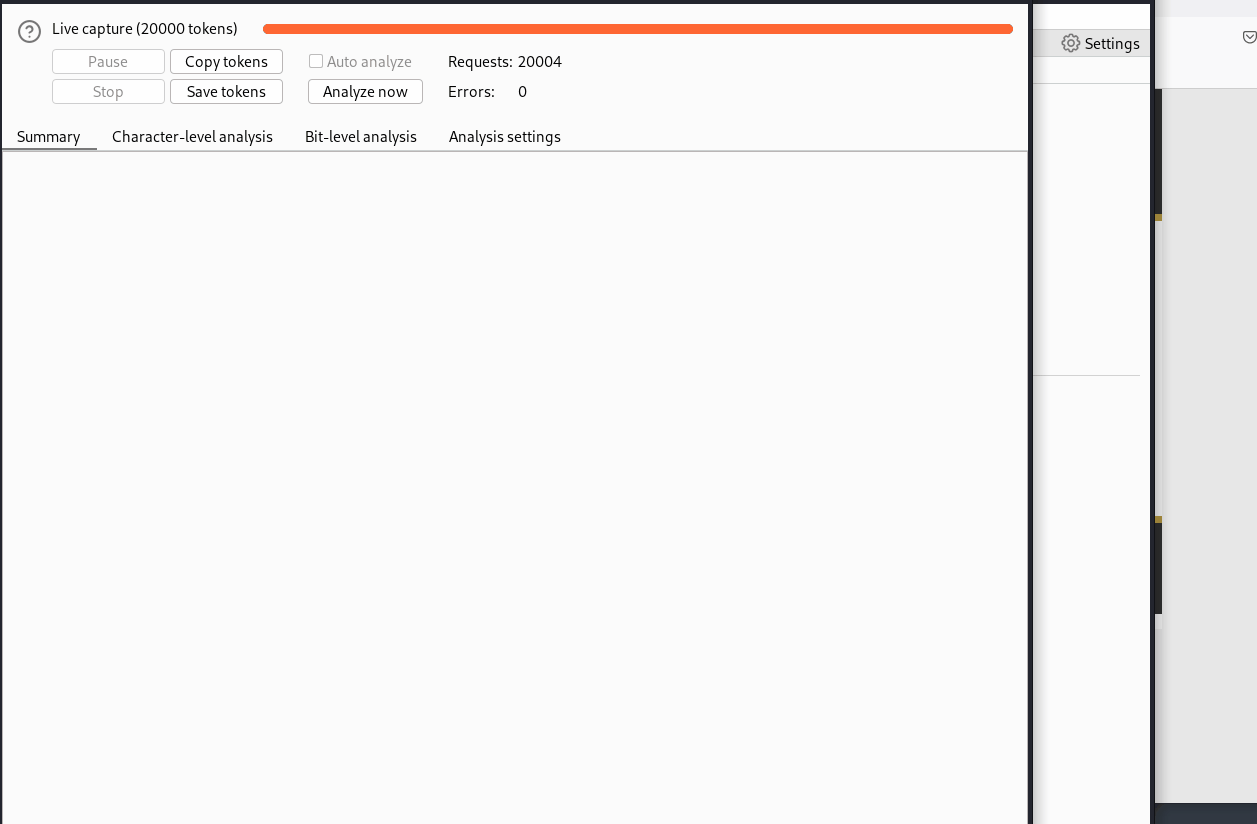 Live capture (20000 tokens)
Settings
Pause Copy tokens Auto analyze Requests: 20004
Stop Save tokens Analyze now Errors: 0
Summary Character-level analysis Bit-level analysis Analysis settings